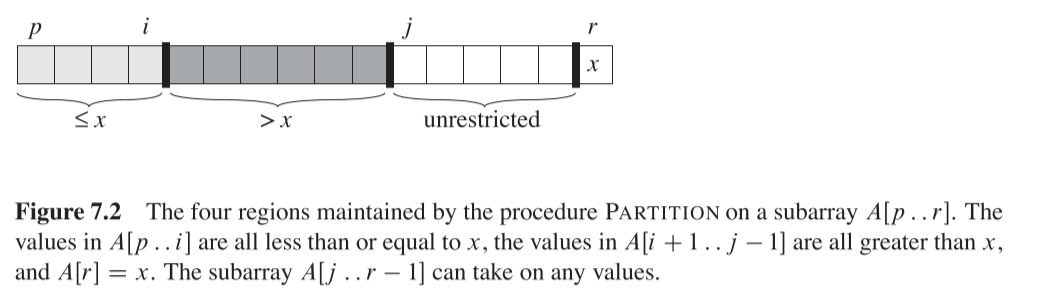 p i j r
x
≤ x > x unrestricted
Figure 7.2 The four regions maintained by the procedure PARTITION on a subarray A[p . . r]. The
values in A[p . . i] are all less than or equal to x, the values in A[i + 1 . . j − 1] are all greater than x,
and A[r] = x. The subarray A[j . . r − 1] can take on any values.